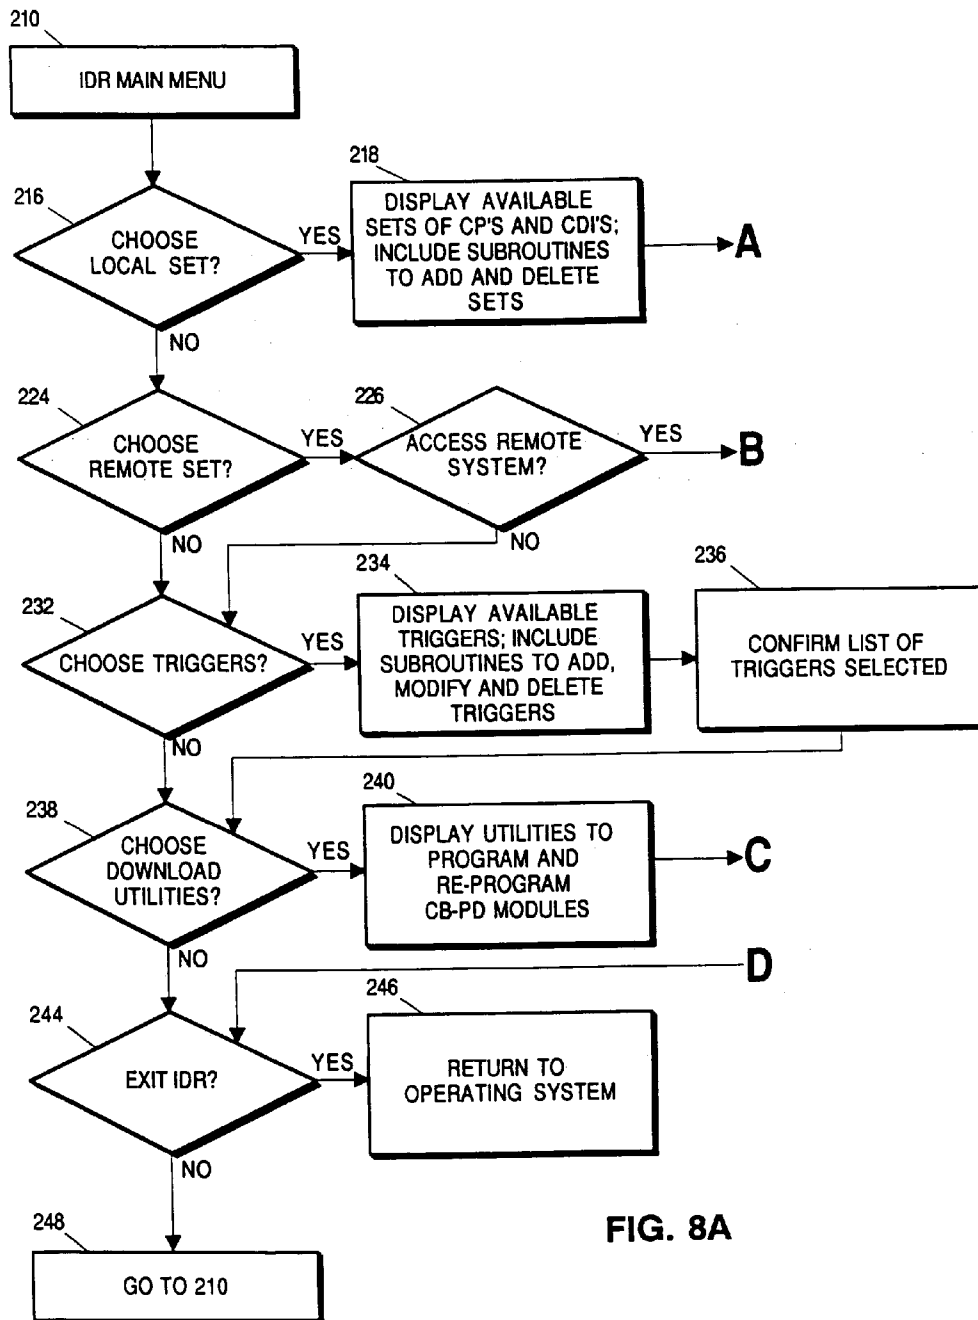 210
IDR MAIN MENU
216
CHOOSE
LOCAL SET?
YES
NO
218
DISPLAY AVAILABLE
SETS OF CP'S AND CDI'S;
INCLUDE SUBROUTINES
TO ADD AND DELETE
SETS
A
224
CHOOSE
REMOTE SET?
YES
NO
226
ACCESS REMOTE
SYSTEM?
YES
NO
B
232
CHOOSE TRIGGERS?
YES
NO
234
DISPLAY AVAILABLE
TRIGGERS; INCLUDE
SUBROUTINES TO ADD,
MODIFY AND DELETE
TRIGGERS
236
CONFIRM LIST OF
TRIGGERS SELECTED
238
CHOOSE
DOWNLOAD
UTILITIES?
YES
NO
240
DISPLAY UTILITIES TO
PROGRAM AND
RE-PROGRAM
CB-PD MODULES
C
D
244
EXIT IDR?
YES
NO
246
RETURN TO
OPERATING SYSTEM
248
GO TO 210
FIG. 8A